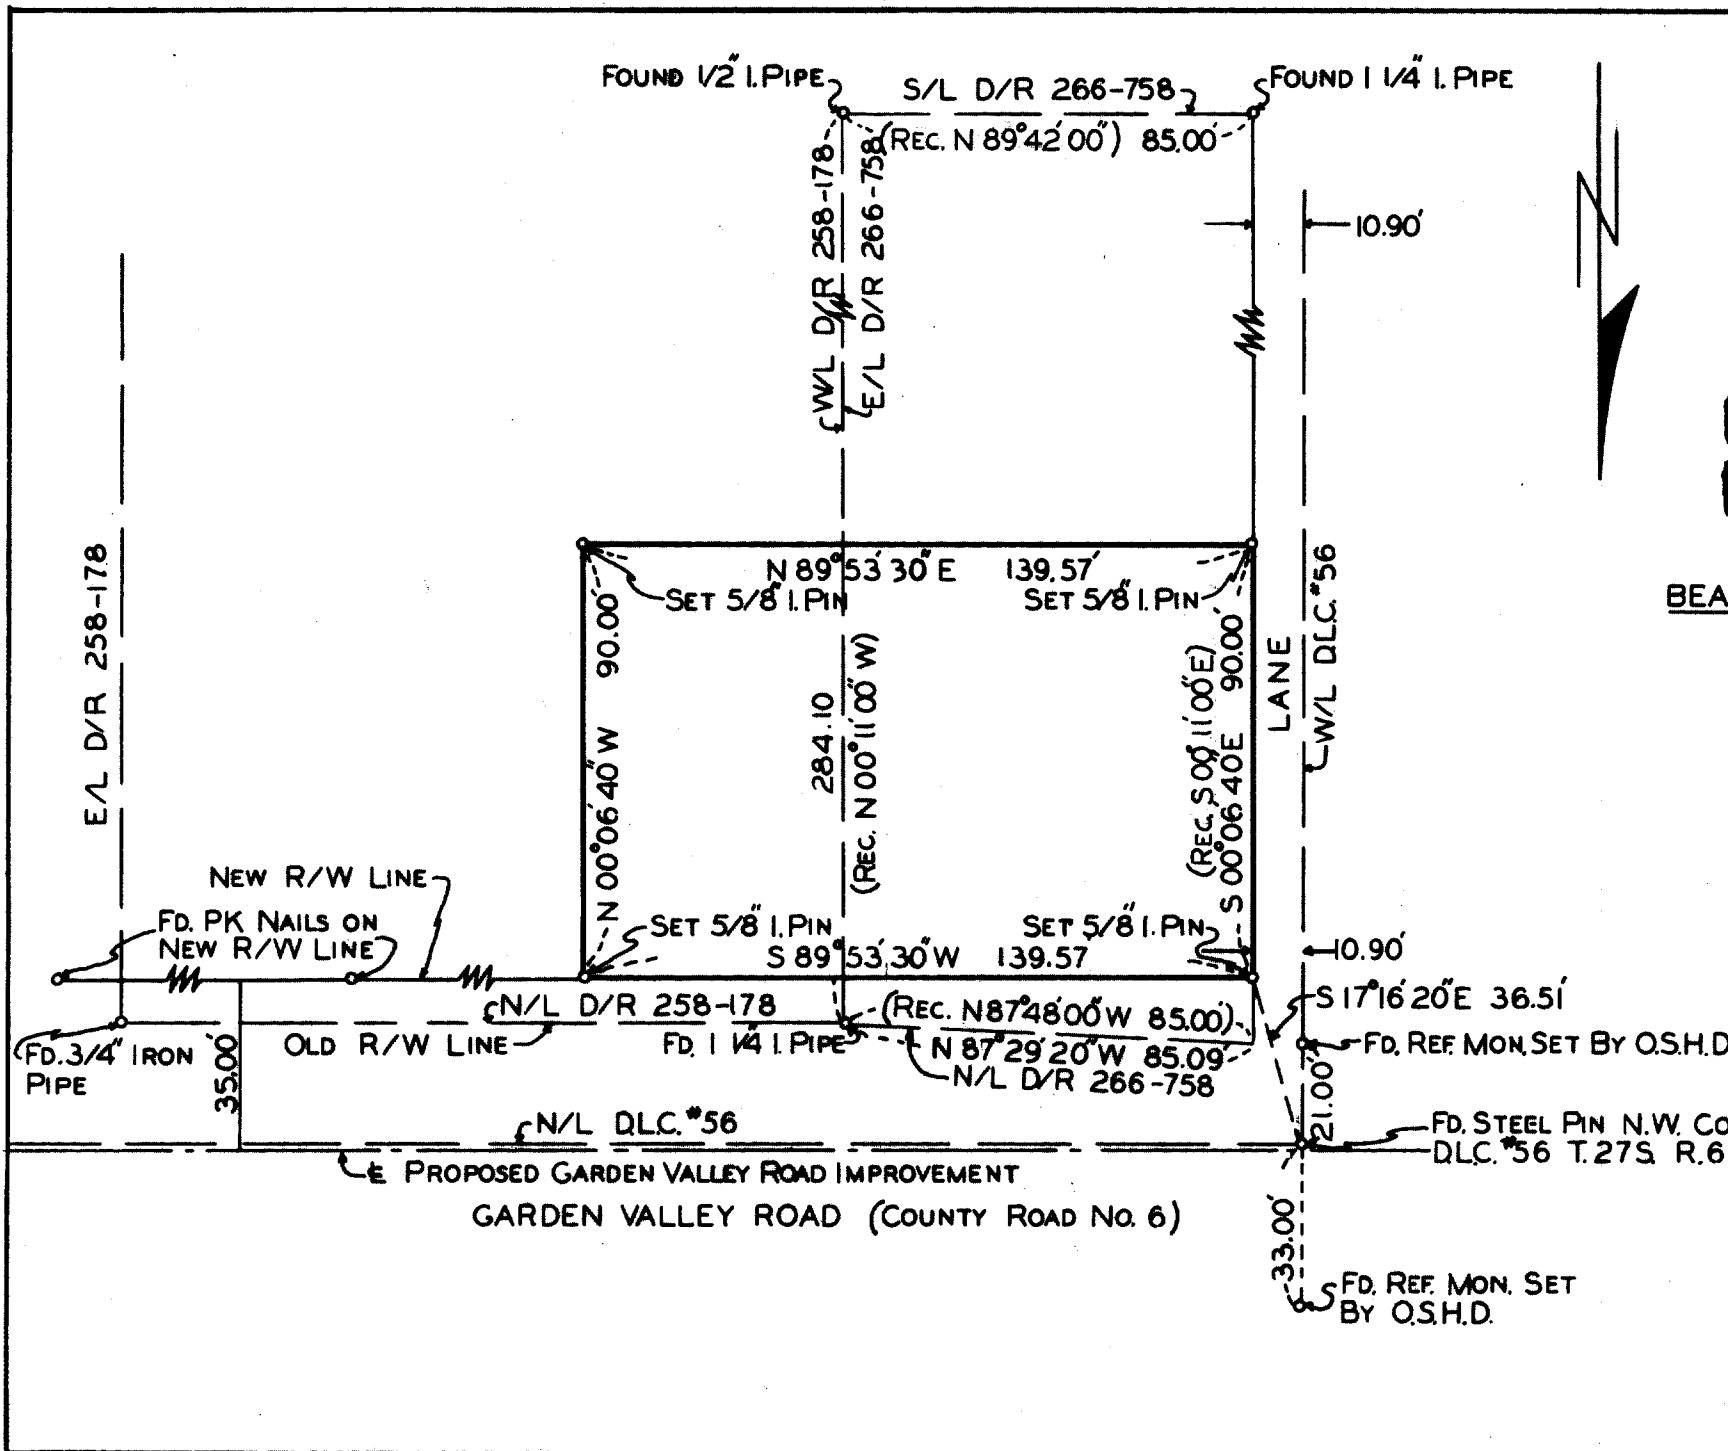 FOUND 1/2" I. PIPE
S/L D/R 266-758
FOUND 1 1/4" I. PIPE
(REC. N 89°42'00") 85.00'
W/L D/R 258-178
E/L D/R 266-758
10.90'
N
E/L D/R 258-178
N 89°53'30" E 139.57'
SET 5/8" I. PIN
SET 5/8" I. PIN
N 00°06'40" W 90.00'
284.10
(REC. N 00°11'00" W)
(REC. S 00°11'00" E)
S 00°06'40" E 90.00'
LANE
W/L D.L.C. #56
BEA
NEW R/W LINE
FD. PK NAILS ON
NEW R/W LINE
SET 5/8" I. PIN
SET 5/8" I. PIN
S 89°53'30" W 139.57'
10.90'
S 17°16'20" E 36.51'
N/L D/R 258-178
(REC. N 87°48'00" W 85.00')
OLD R/W LINE
FD. 1 1/4" I. PIPE
N 87°29'20" W 85.09'
N/L D/R 266-758
FD. 3/4" IRON
PIPE
35.00'
FD. REF. MON. SET BY O.S.H.D
21.00'
N/L D.L.C. #56
FD. STEEL PIN N.W. CO
D.L.C. #56 T. 27S. R. 6
℄ PROPOSED GARDEN VALLEY ROAD IMPROVEMENT
GARDEN VALLEY ROAD (COUNTY ROAD NO. 6)
33.00'
FD. REF. MON. SET
BY O.S.H.D.